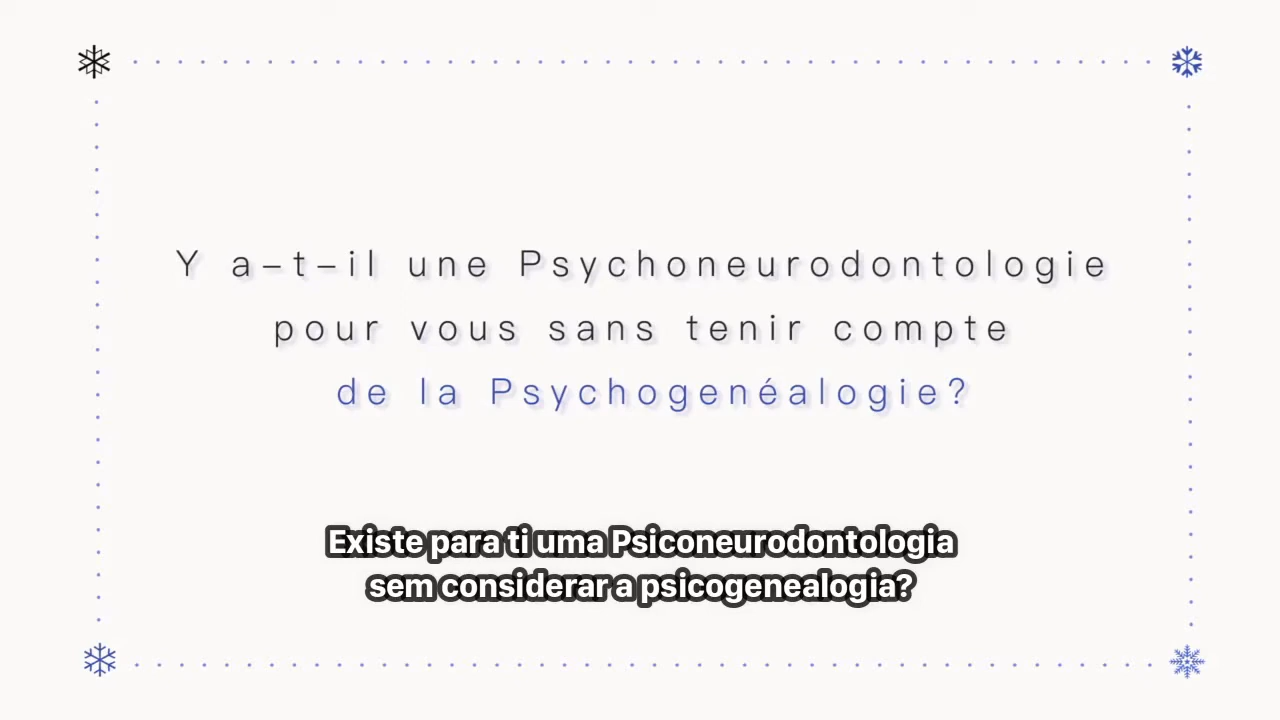 Y a-t-il une Psychoneurodontologie
pour vous sans tenir compte
de la Psychogenéalogie?
Existe para ti uma Psiconeurodontologia
sem considerar a psicogenealogia?